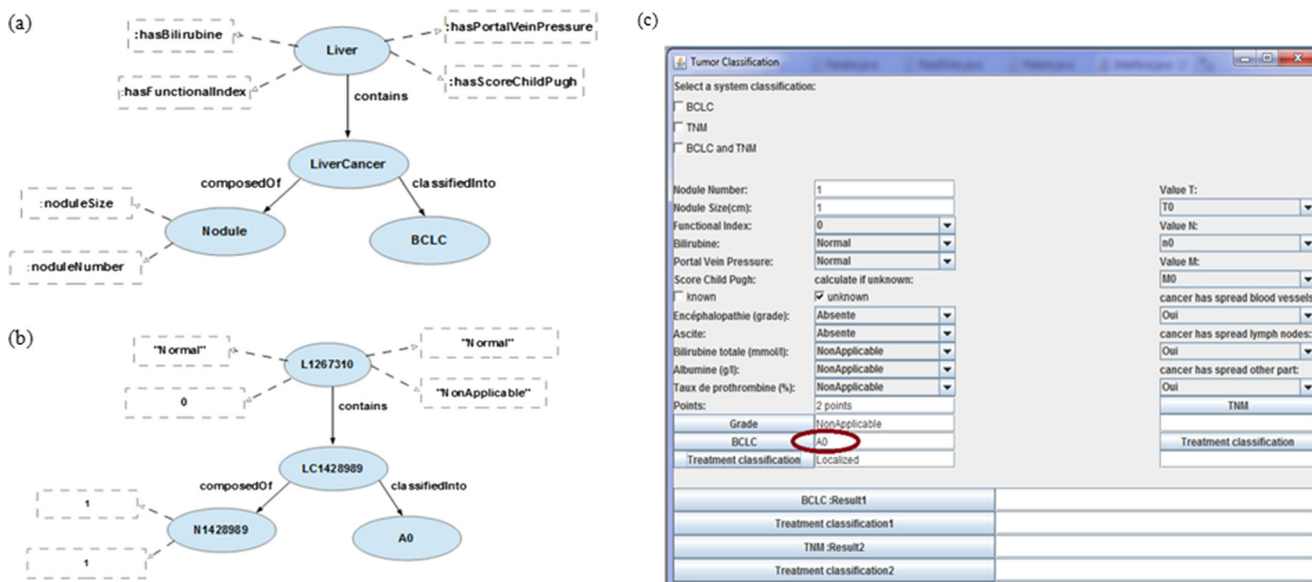 (a)
:hasBilirubine
Liver
:hasPortalVeinPressure
:hasFunctionalIndex
:hasScoreChildPugh
contains
LiverCancer
composedOf
classifiedInto
:noduleSize
Nodule
BCLC
:noduleNumber
(b)
"Normal"
L1267310
"Normal"
0
"NonApplicable"
contains
LC1428989
composedOf
classifiedInto
1
N1428989
A0
1
(c)
Tumor Classification
Select a system classification:
BCLC
TNM
BCLC and TNM
Nodule Number: 1 Value T:
Nodule Size(cm): 1 T0
Functional Index: 0 Value N:
Bilirubine: Normal n0
Portal Vein Pressure: Normal Value M:
Score Child Pugh: calculate if unknown: M0
known unknown cancer has spread blood vessels
Encéphalopathie (grade): Absente Oui
Ascite: Absente cancer has spread lymph nodes:
Bilirubine totale (mmol/l): NonApplicable Oui
Albumine (g/l): NonApplicable cancer has spread other part:
Taux de prothrombine (%): NonApplicable Oui
Points: 2 points TNM
Grade NonApplicable
BCLC A0 Treatment classification
Treatment classification Localized
BCLC :Result1
Treatment classification1
TNM :Result2
Treatment classification2